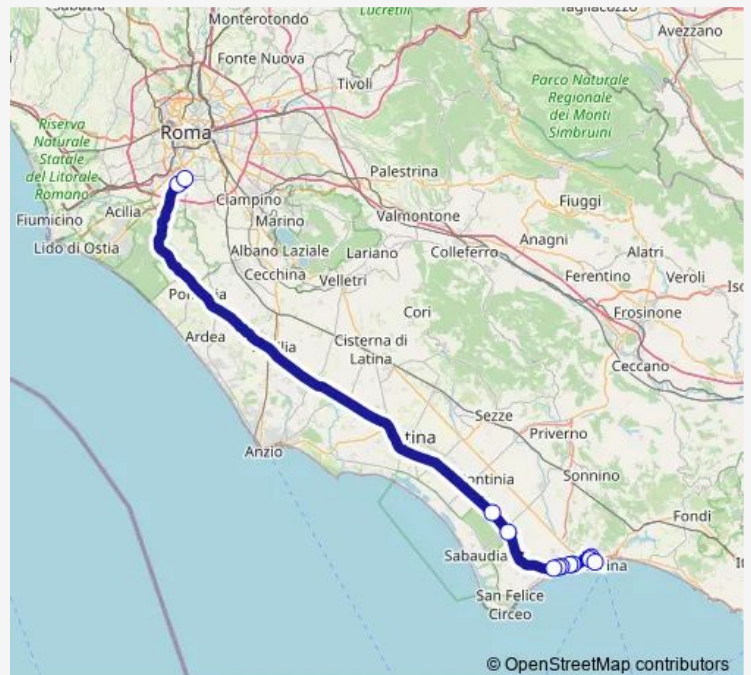 Monterotondo
Lucretili
Tagliacozzo
Avezzano
Fonte Nuova
Tivoli
Parco Naturale
Regionale
dei Monti
Simbruini
Riserva
Naturale
Statale
del Litorale
Romano
Roma
Palestrina
Fiuggi
Fiumicino
Acilia
Ciampino
Marino
Valmontone
Lido di Ostia
Albano Laziale
Lariano
Colleferro
Anagni
Alatri
Cecchina
Velletri
Ferentino
Veroli
Cori
Frosinone
Ardea
Cisterna di
Latina
Ceccano
Anzio
Sezze
Priverno
Sonnino
Fondi
Sabaudia
San Felice
Circeo
© OpenStreetMap contributors